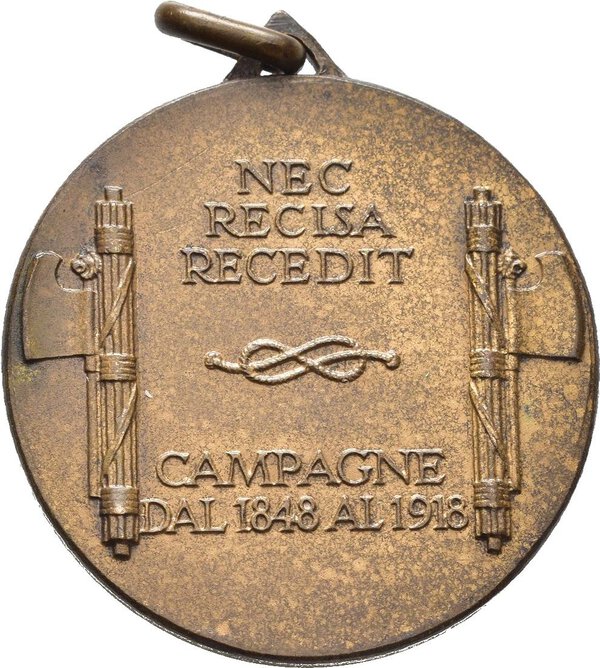 NEC
RECISA
RECEDIT
CAMPAGNE
DAL 1848 AL 1918